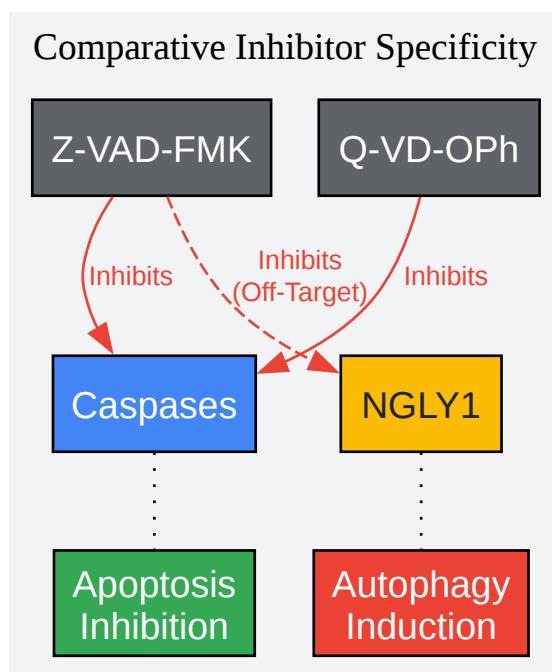 Comparative Inhibitor Specificity
Z-VAD-FMK
Q-VD-OPh
Inhibits
Inhibits
(Off-Target)
Inhibits
Caspases
NGLY1
Apoptosis
Inhibition
Autophagy
Induction